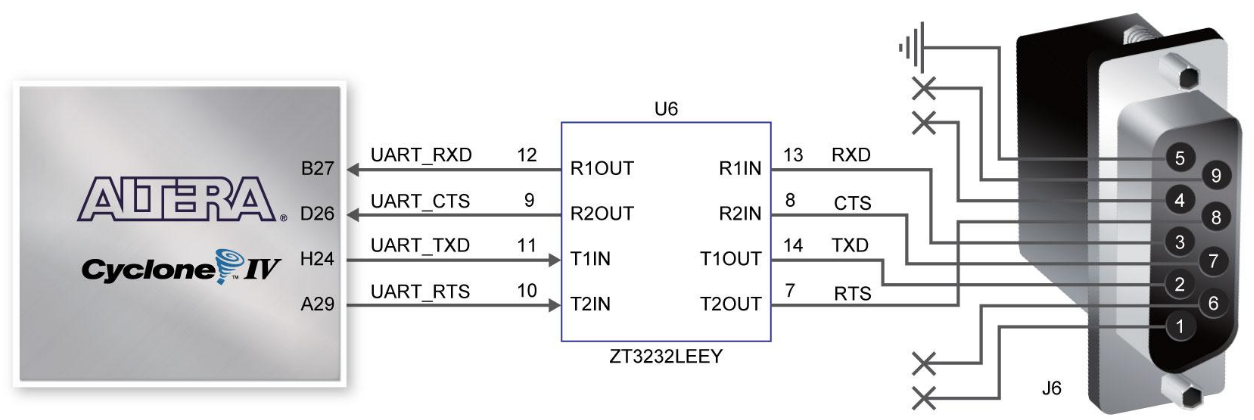 U6
B27 UART_RXD 12 R1OUT R1IN 13 RXD
D26 UART_CTS 9 R2OUT R2IN 8 CTS
H24 UART_TXD 11 T1IN T1OUT 14 TXD
A29 UART_RTS 10 T2IN T2OUT 7 RTS
ALTERA®
Cyclone™ IV
ZT3232LEEY
5
9
4
8
3
7
2
6
1
J6